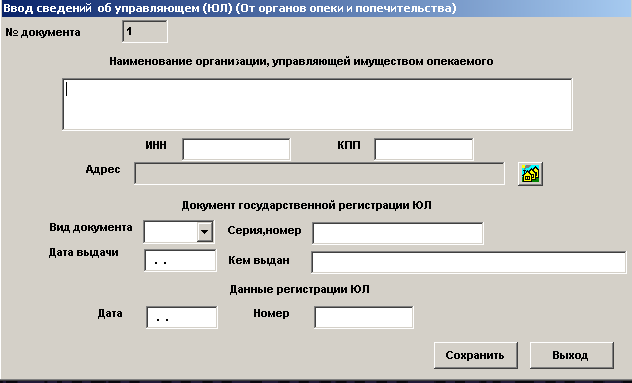 Ввод сведений об управляющем (ЮЛ) (От органов опеки и попечительства)
№ документа 1
Наименование организации, управляющей имуществом опекаемого
ИНН КПП
Адрес
Документ государственной регистрации ЮЛ
Вид документа Серия,номер
Дата выдачи . . Кем выдан
Данные регистрации ЮЛ
Дата . . Номер
Сохранить Выход